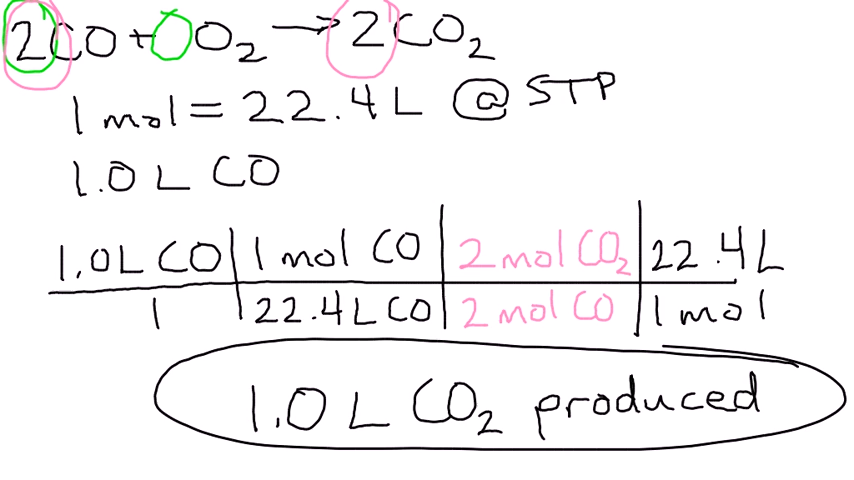 2CO + O2 → 2CO2
1 mol = 22.4 L @ STP
1.0 L CO
1.0L CO | 1 mol CO | 2 mol CO2 | 22.4 L
1 | 22.4 L CO | 2 mol CO | 1 mol
1.0 L CO2 produced